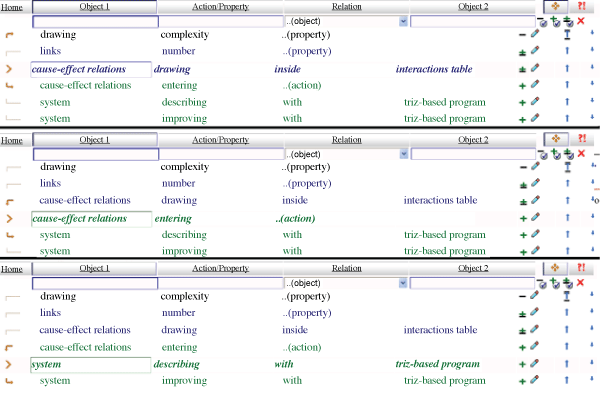 Home Object 1 Action/Property Relation Object 2 ?!
..(object)
drawing complexity ..(property)
links number ..(property)
cause-effect relations drawing inside interactions table
cause-effect relations entering ..(action)
system describing with triz-based program
system improving with triz-based program
Home Object 1 Action/Property Relation Object 2 ?!
..(object)
drawing complexity ..(property)
links number ..(property)
cause-effect relations drawing inside interactions table
cause-effect relations entering ..(action)
system describing with triz-based program
system improving with triz-based program
Home Object 1 Action/Property Relation Object 2 ?!
..(object)
drawing complexity ..(property)
links number ..(property)
cause-effect relations drawing inside interactions table
cause-effect relations entering ..(action)
system describing with triz-based program
system improving with triz-based program